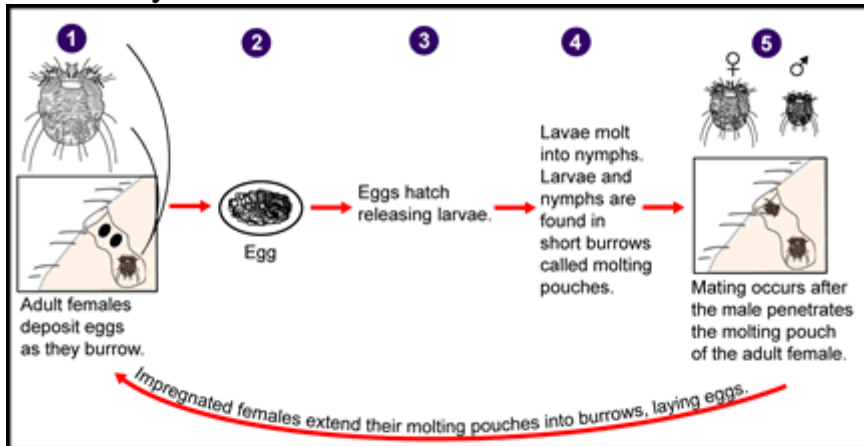 1
2
3
4
5
♀ ♂
Adult females
deposit eggs
as they burrow.
Egg
Eggs hatch
releasing larvae.
Lavae molt
into nymphs.
Larvae and
nymphs are
found in
short burrows
called molting
pouches.
Mating occurs after
the male penetrates
the molting pouch
of the adult female.
Impregnated females extend their molting pouches into burrows, laying eggs.